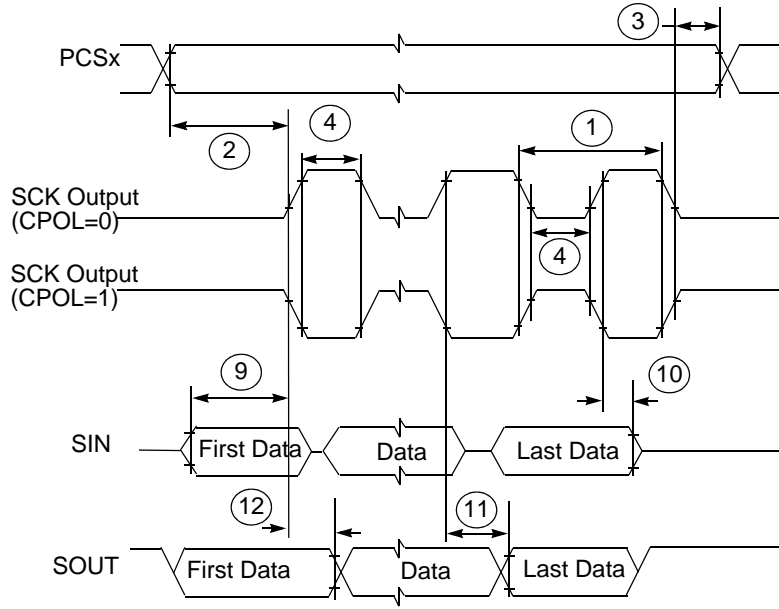 3
PCSx
4
1
2
SCK Output
(CPOL=0)
4
SCK Output
(CPOL=1)
9
10
SIN
First Data
Data
Last Data
12
11
SOUT
First Data
Data
Last Data